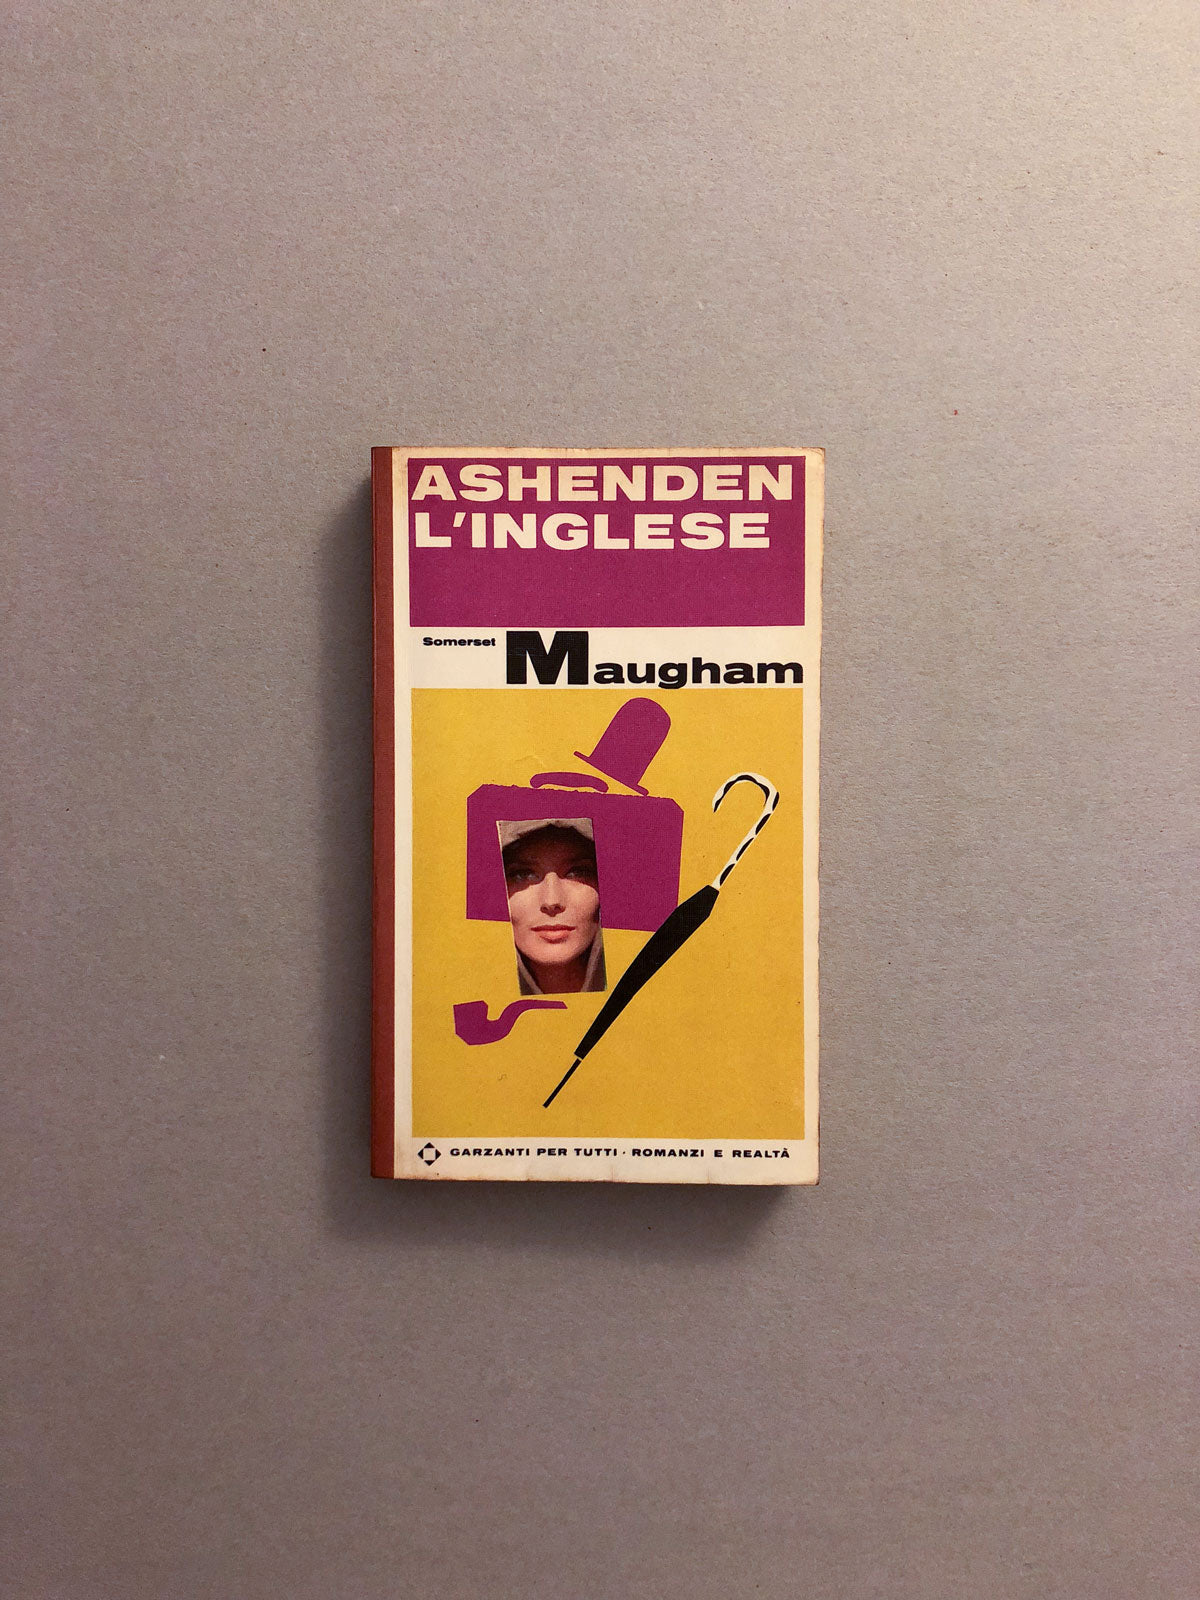 ASHENDEN
L'INGLESE
Somerset Maugham
GARZANTI PER TUTTI · ROMANZI E REALTÀ